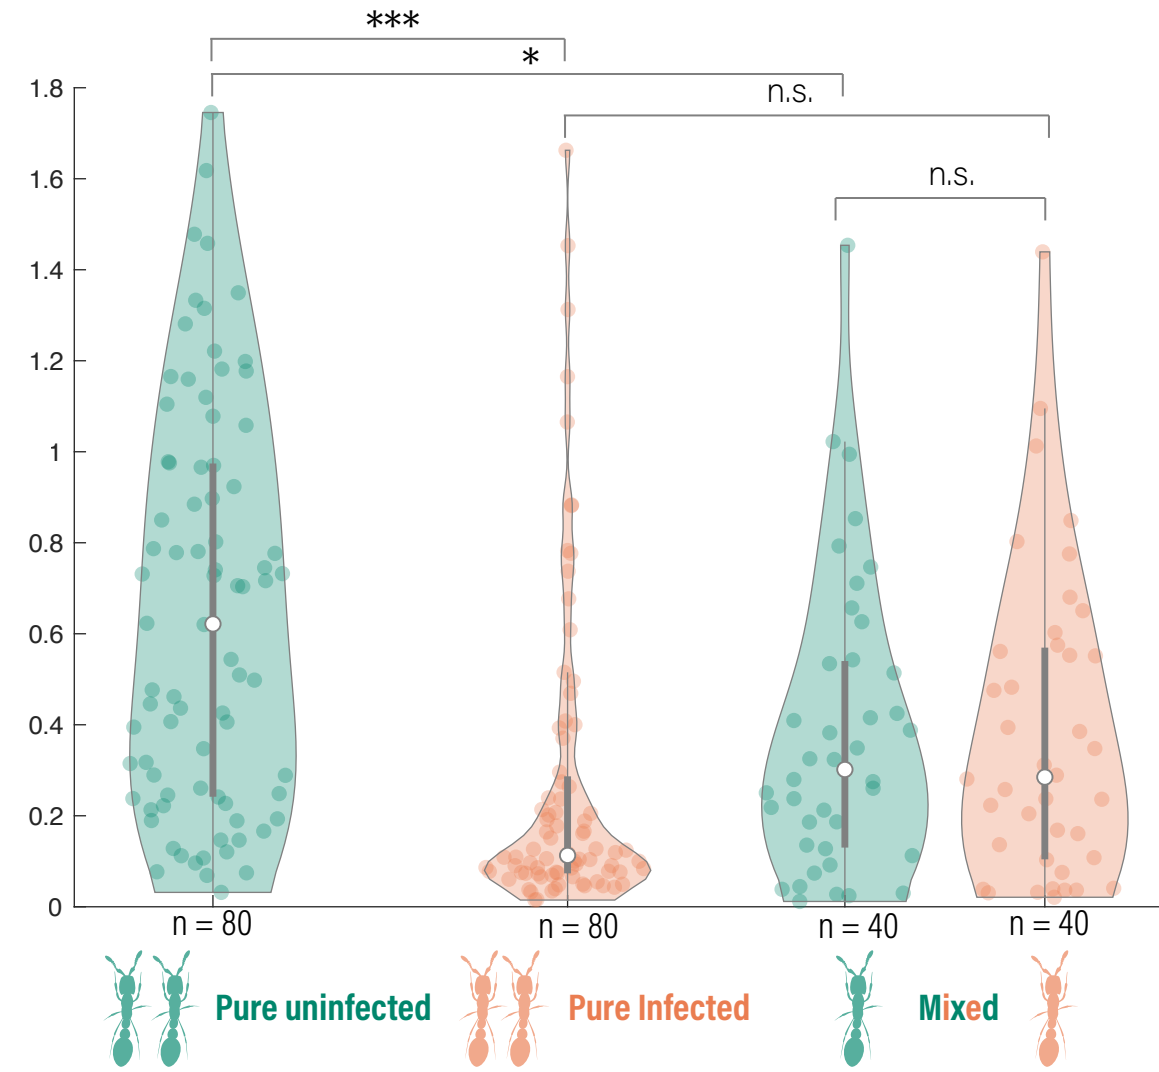 ***
*
n.s.
n.s.
1.8
1.6
1.4
1.2
1
0.8
0.6
0.4
0.2
0
n = 80
n = 80
n = 40
n = 40
Pure uninfected
Pure Infected
Mixed